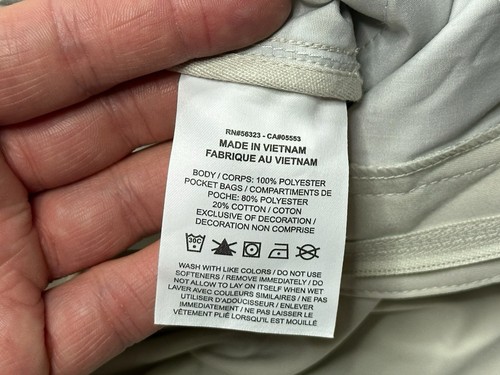 RN#56323 - CA#05553
MADE IN VIETNAM
FABRIQUE AU VIETNAM
BODY / CORPS: 100% POLYESTER
POCKET BAGS / COMPARTIMENTS DE
POCHE: 80% POLYESTER
20% COTTON / COTON
EXCLUSIVE OF DECORATION /
DECORATION NON COMPRISE
30C
WASH WITH LIKE COLORS / DO NOT USE
SOFTENERS / REMOVE IMMEDIATELY / DO
NOT ALLOW TO LAY ON ITSELF WHEN WET
LAVER AVEC COULEURS SIMILAIRES / NE PAS
UTILISER D'ADOUCISSEUR / ENLEVER
IMMÉDIATEMENT / NE PAS LAISSER LE
VÊTEMENT PLIÉ LORSQU'IL EST MOUILLÉ